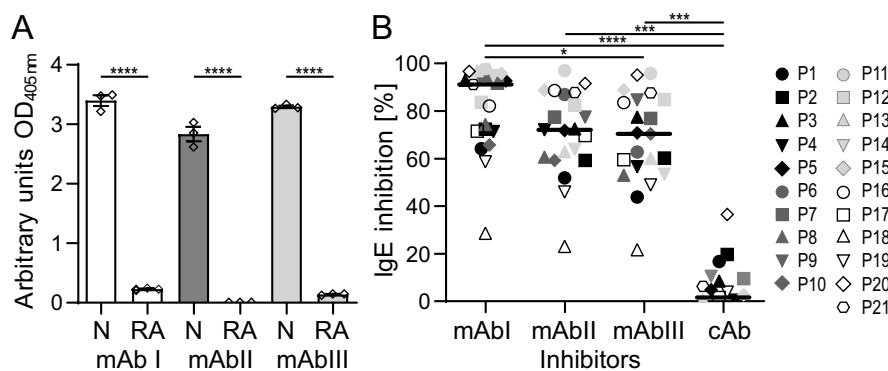 A
Arbitrary units OD405nm
4
3
2
1
0
****
****
****
N RA N RA N RA
mAb I mAbII mAbIII
B
IgE inhibition [%]
100
80
60
40
20
0
***
***
****
*
mAbI mAbII mAbIII cAb
Inhibitors
P1
P2
P3
P4
P5
P6
P7
P8
P9
P10
P11
P12
P13
P14
P15
P16
P17
P18
P19
P20
P21